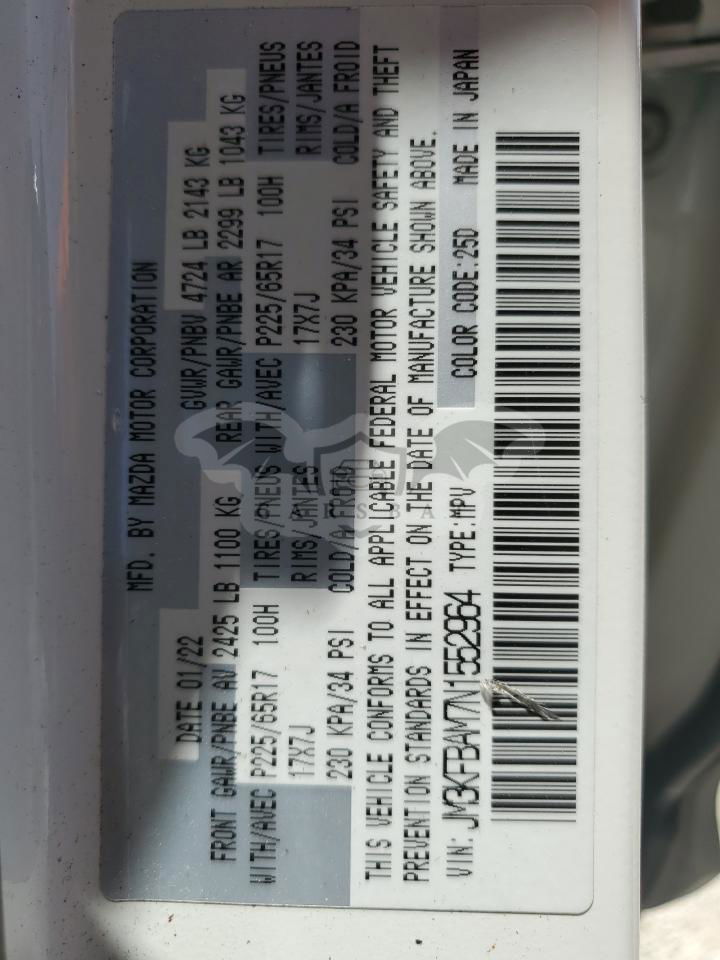 MFD. BY MAZDA MOTOR CORPORATION
DATE 01/22 GVWR/PNBV 4724 LB 2143 KG
FRONT GAWR/PNBE AV 2425 LB 1100 KG REAR GAWR/PNBE AR 2299 LB 1043 KG
WITH/AVEC P225/65R17 100H TIRES/PNEUS WITH/AVEC P225/65R17 100H TIRES/PNEUS
17X7J RIMS/JANTES 17X7J RIMS/JANTES
230 KPA/34 PSI COLD/A FROID 230 KPA/34 PSI COLD/A FROID
THIS VEHICLE CONFORMS TO ALL APPLICABLE FEDERAL MOTOR VEHICLE SAFETY AND THEFT
PREVENTION STANDARDS IN EFFECT ON THE DATE OF MANUFACTURE SHOWN ABOVE.
VIN: JM3KFBAM7N1552964 TYPE:MPV COLOR CODE:25D MADE IN JAPAN